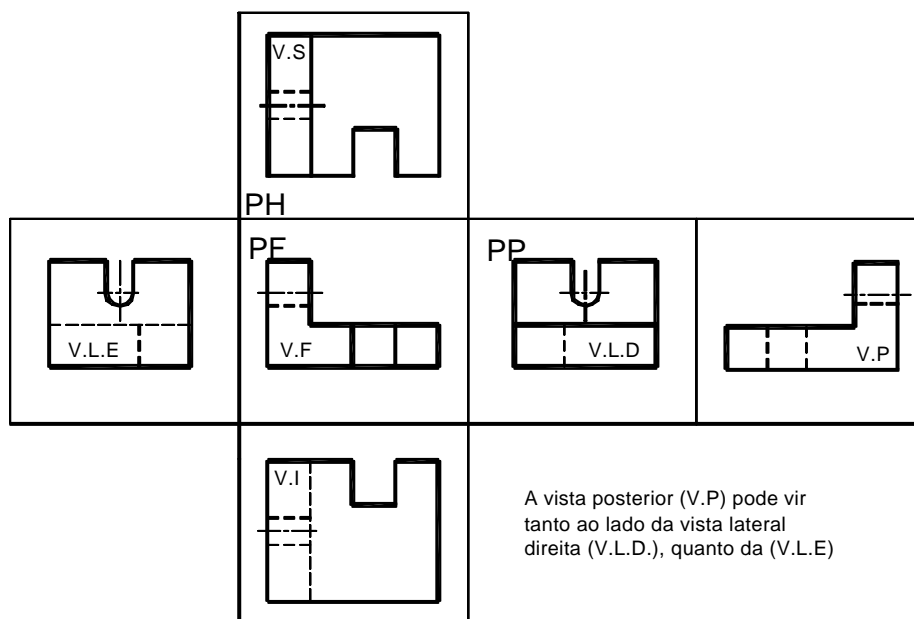 V.S
PH
PF
PP
V.L.E
V.F
V.L.D
V.P
V.I
A vista posterior (V.P) pode vir
tanto ao lado da vista lateral
direita (V.L.D.), quanto da (V.L.E)